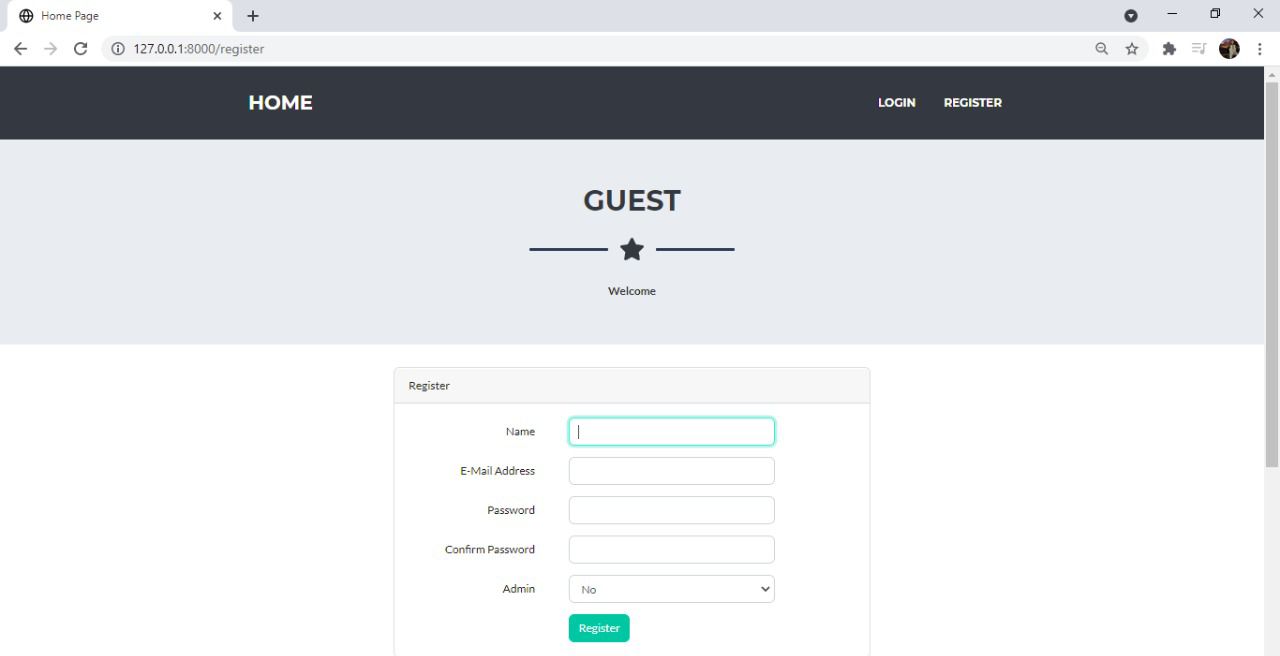 Home Page
127.0.0.1:8000/register
HOME LOGIN REGISTER
GUEST
Welcome
Register
Name
E-Mail Address
Password
Confirm Password
Admin No
Register